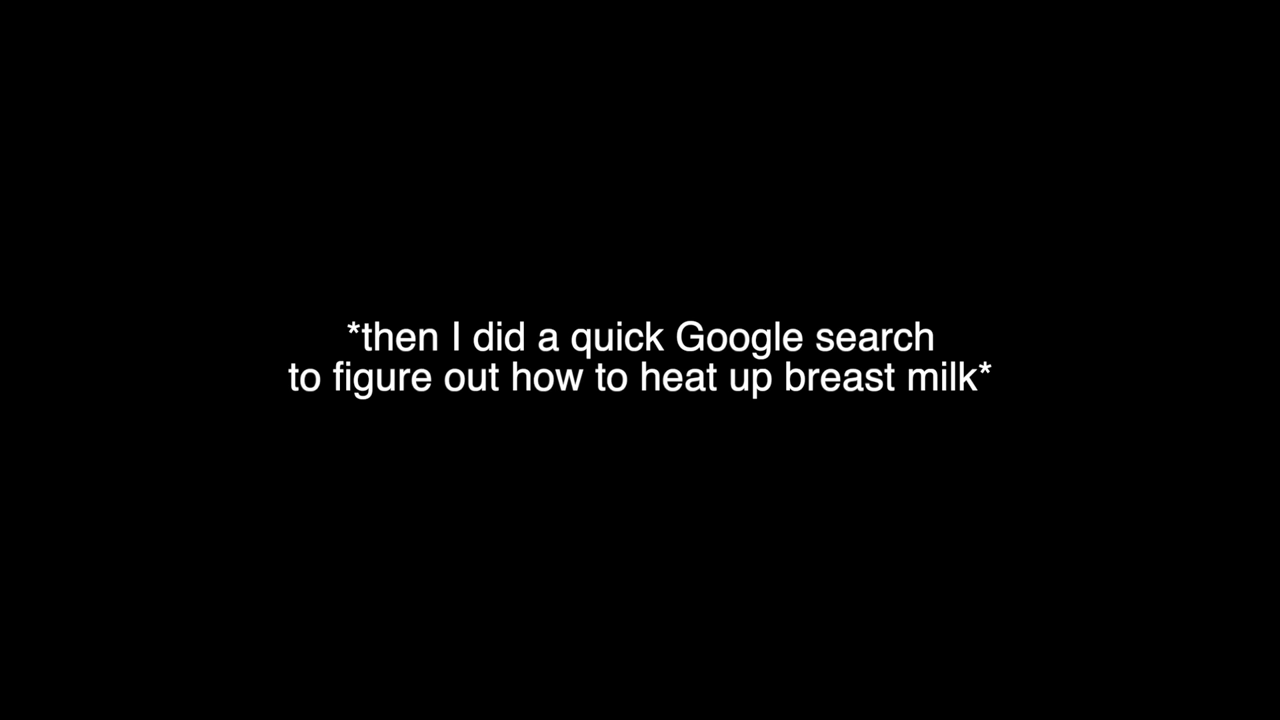 *then I did a quick Google search
to figure out how to heat up breast milk*